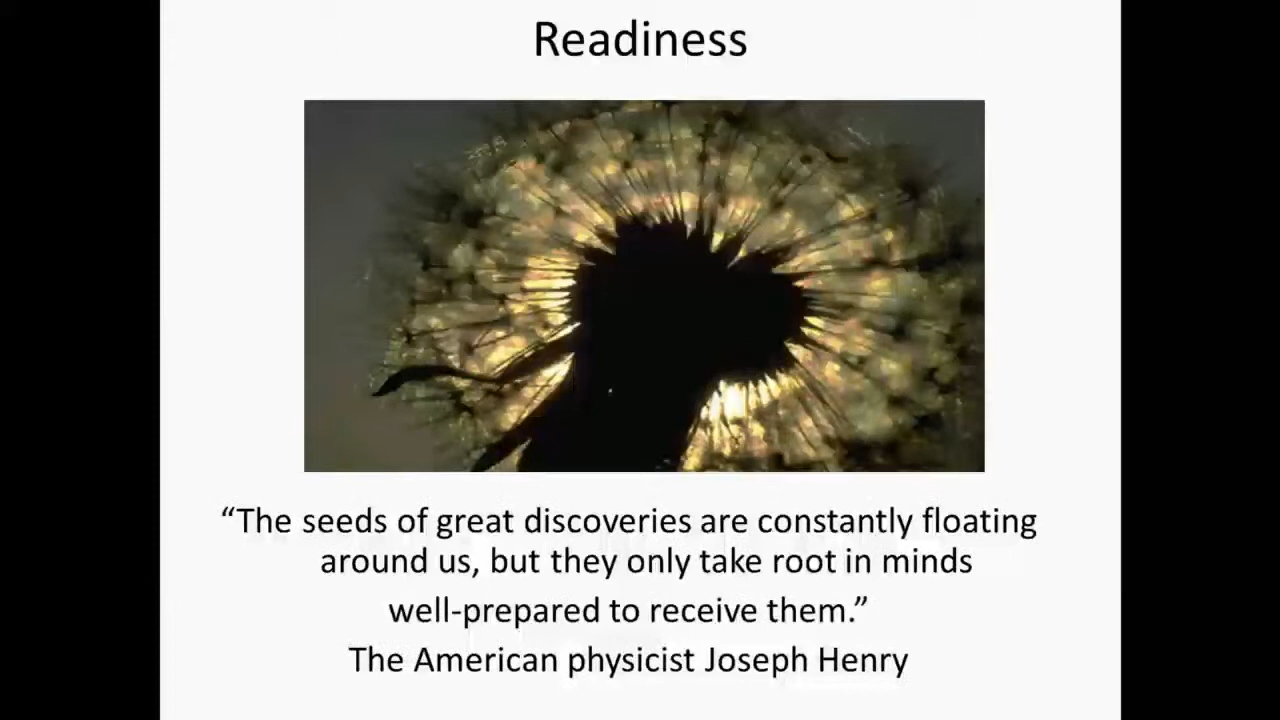 Readiness
“The seeds of great discoveries are constantly floating
around us, but they only take root in minds
well-prepared to receive them.”
The American physicist Joseph Henry